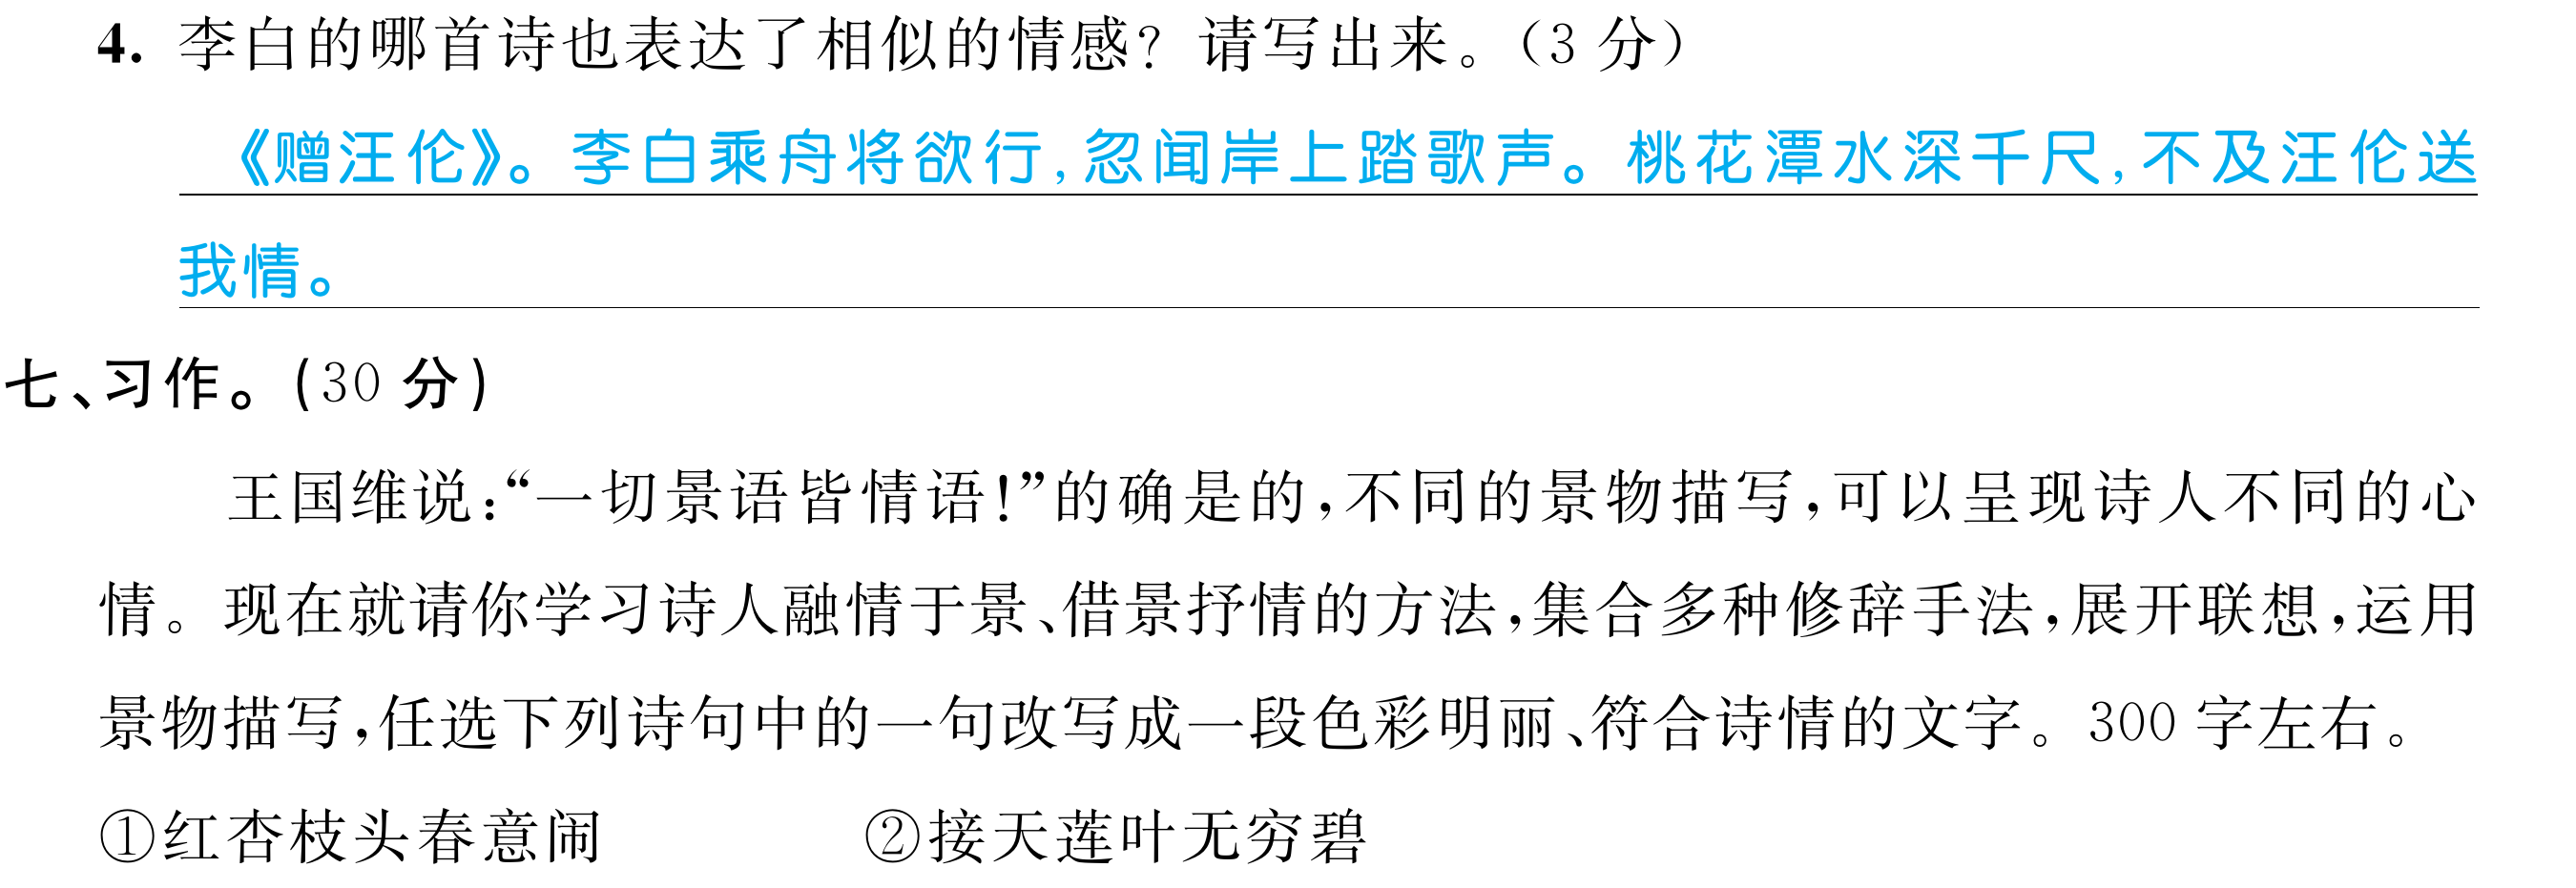 4. 李白的哪首诗也表达了相似的情感？请写出来。（3 分）
《赠汪伦》。李白乘舟将欲行,忽闻岸上踏歌声。桃花潭水深千尺,不及汪伦送
我情。
七、习作。(30 分)
王国维说：“一切景语皆情语！”的确是的，不同的景物描写，可以呈现诗人不同的心
情。现在就请你学习诗人融情于景、借景抒情的方法，集合多种修辞手法，展开联想，运用
景物描写，任选下列诗句中的一句改写成一段色彩明丽、符合诗情的文字。300 字左右。
①红杏枝头春意闹 ②接天莲叶无穷碧